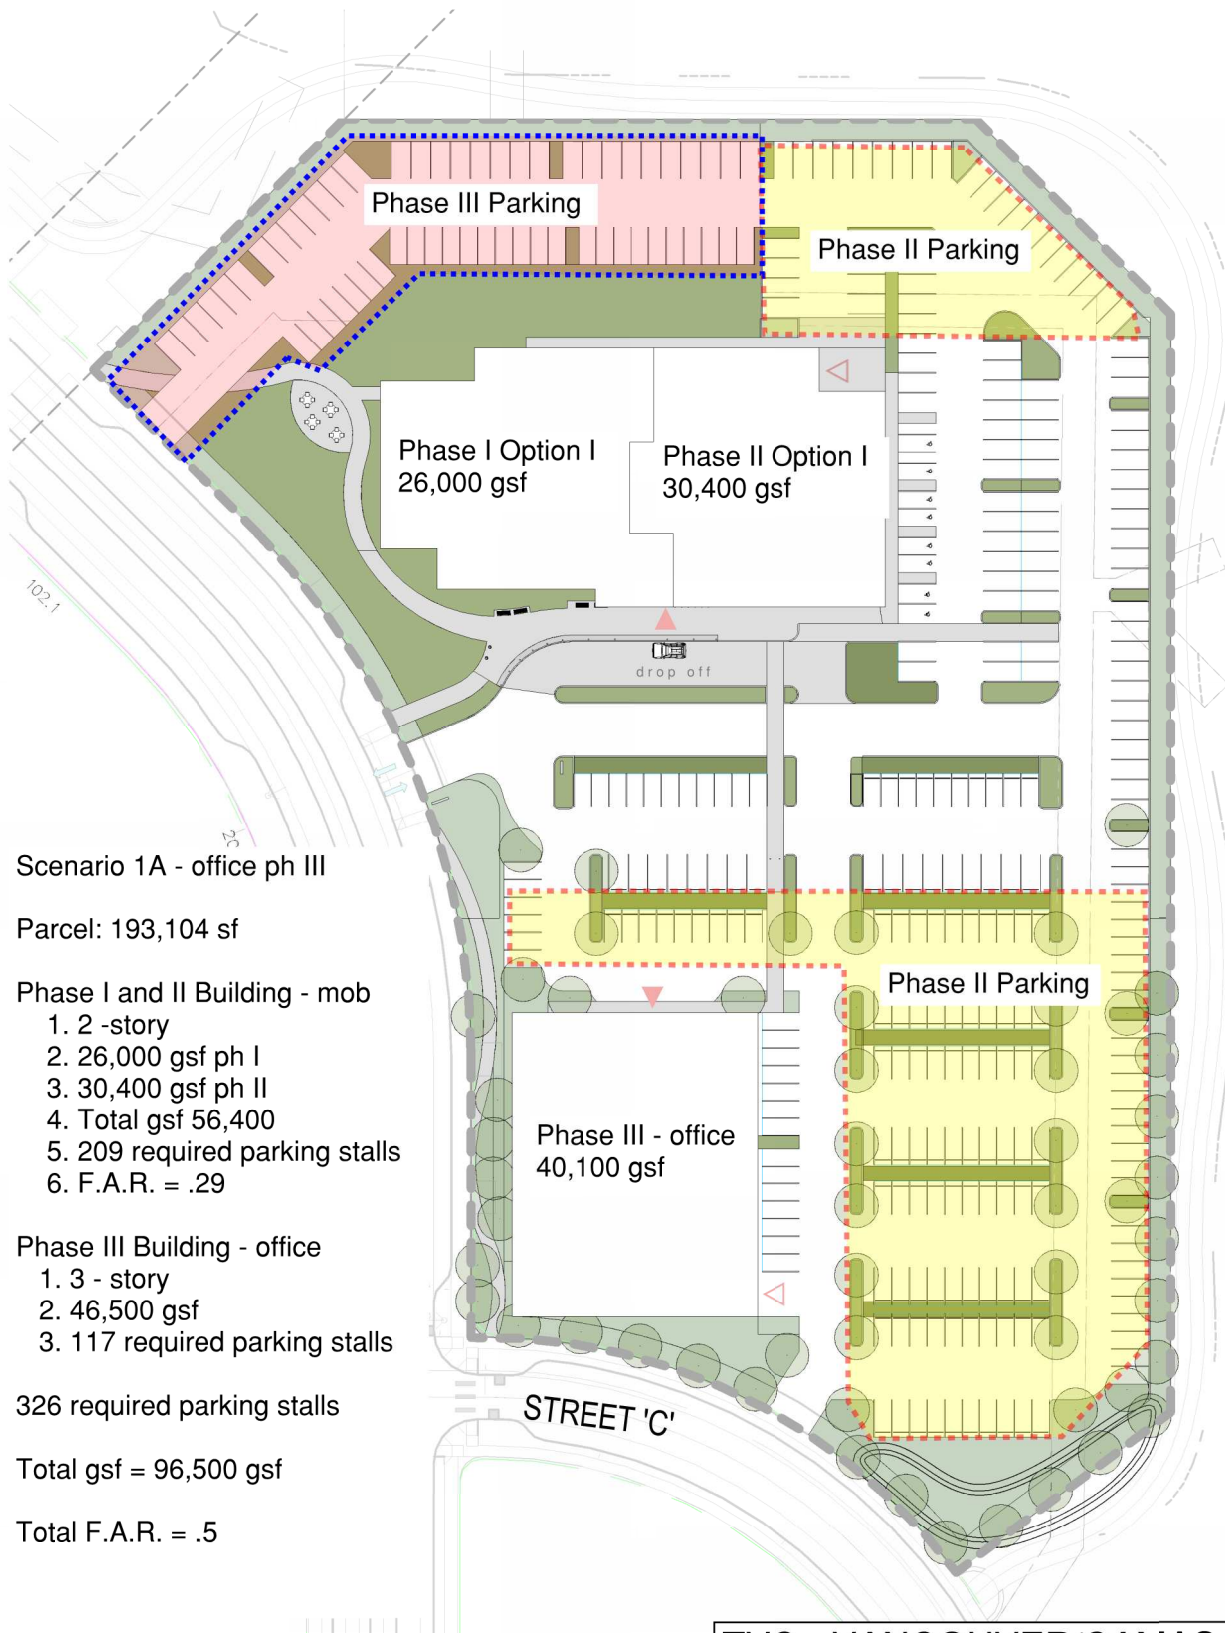 Phase III Parking
Phase II Parking
Phase I Option I
26,000 gsf
Phase II Option I
30,400 gsf
102.1
drop off
20
Scenario 1A - office ph III
Parcel: 193,104 sf
Phase I and II Building - mob
1. 2 -story
2. 26,000 gsf ph I
3. 30,400 gsf ph II
4. Total gsf 56,400
5. 209 required parking stalls
6. F.A.R. = .29
Phase II Parking
Phase III - office
40,100 gsf
Phase III Building - office
1. 3 - story
2. 46,500 gsf
3. 117 required parking stalls
326 required parking stalls
STREET 'C'
Total gsf = 96,500 gsf
Total F.A.R. = .5